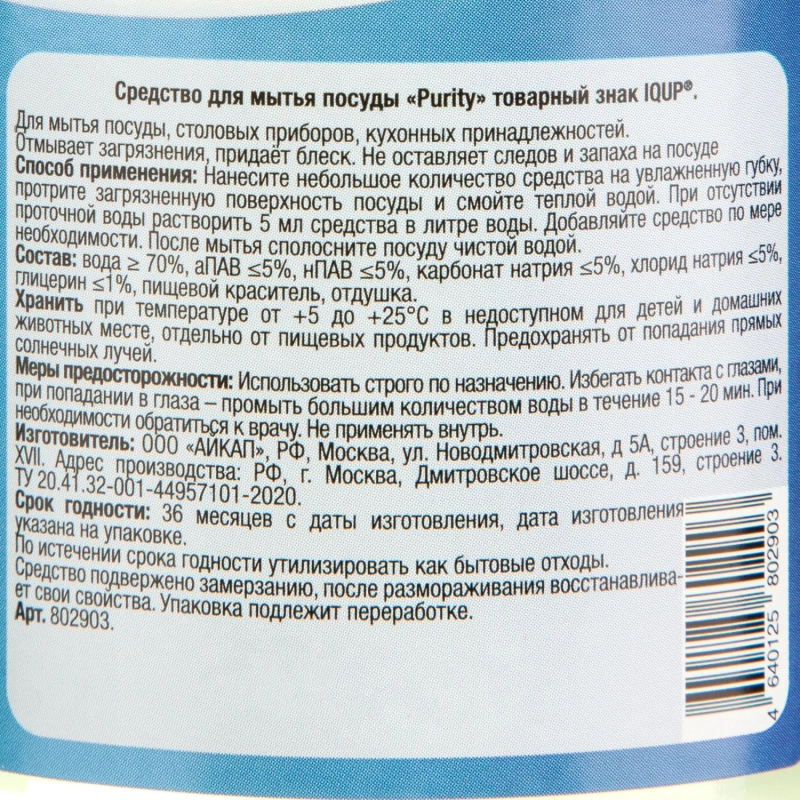 Средство для мытья посуды «Purity» товарный знак IQUP®.
Для мытья посуды, столовых приборов, кухонных принадлежностей.
Отмывает загрязнения, придаёт блеск. Не оставляет следов и запаха на посуде
Способ применения: Нанесите небольшое количество средства на увлажненную губку,
протрите загрязненную поверхность посуды и смойте теплой водой. При отсутствии
проточной воды растворить 5 мл средства в литре воды. Добавляйте средство по мере
необходимости. После мытья сполосните посуду чистой водой.
Состав: вода ≥ 70%, аПАВ ≤5%, нПАВ ≤5%, карбонат натрия ≤5%, хлорид натрия ≤5%,
глицерин ≤1%, пищевой краситель, отдушка.
Хранить при температуре от +5 до +25°C в недоступном для детей и домашних
животных месте, отдельно от пищевых продуктов. Предохранять от попадания прямых
солнечных лучей.
Меры предосторожности: Использовать строго по назначению. Избегать контакта с глазами,
при попадании в глаза – промыть большим количеством воды в течение 15 - 20 мин. При
необходимости обратиться к врачу. Не применять внутрь.
Изготовитель: ООО «АЙКАП», РФ, Москва, ул. Новодмитровская, д 5А, строение 3, пом.
XVII. Адрес производства: РФ, г. Москва, Дмитровское шоссе, д. 159, строение 3.
ТУ 20.41.32-001-44957101-2020.
Срок годности: 36 месяцев с даты изготовления, дата изготовления
указана на упаковке.
По истечении срока годности утилизировать как бытовые отходы.
Средство подвержено замерзанию, после размораживания восстанавлива-
ет свои свойства. Упаковка подлежит переработке.
Арт. 802903.
4 640125 802903